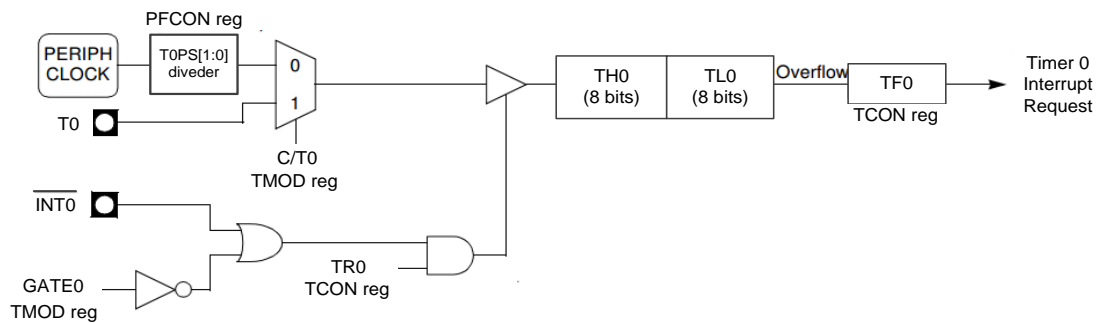 PFCON reg
PERIPH
CLOCK
T0PS[1:0]
diveder
0
1
T0
C/T0
TMOD reg
TH0
(8 bits)
TL0
(8 bits)
Overflow
TF0
TCON reg
Timer 0
Interrupt
Request
INT0
GATE0
TMOD reg
TR0
TCON reg